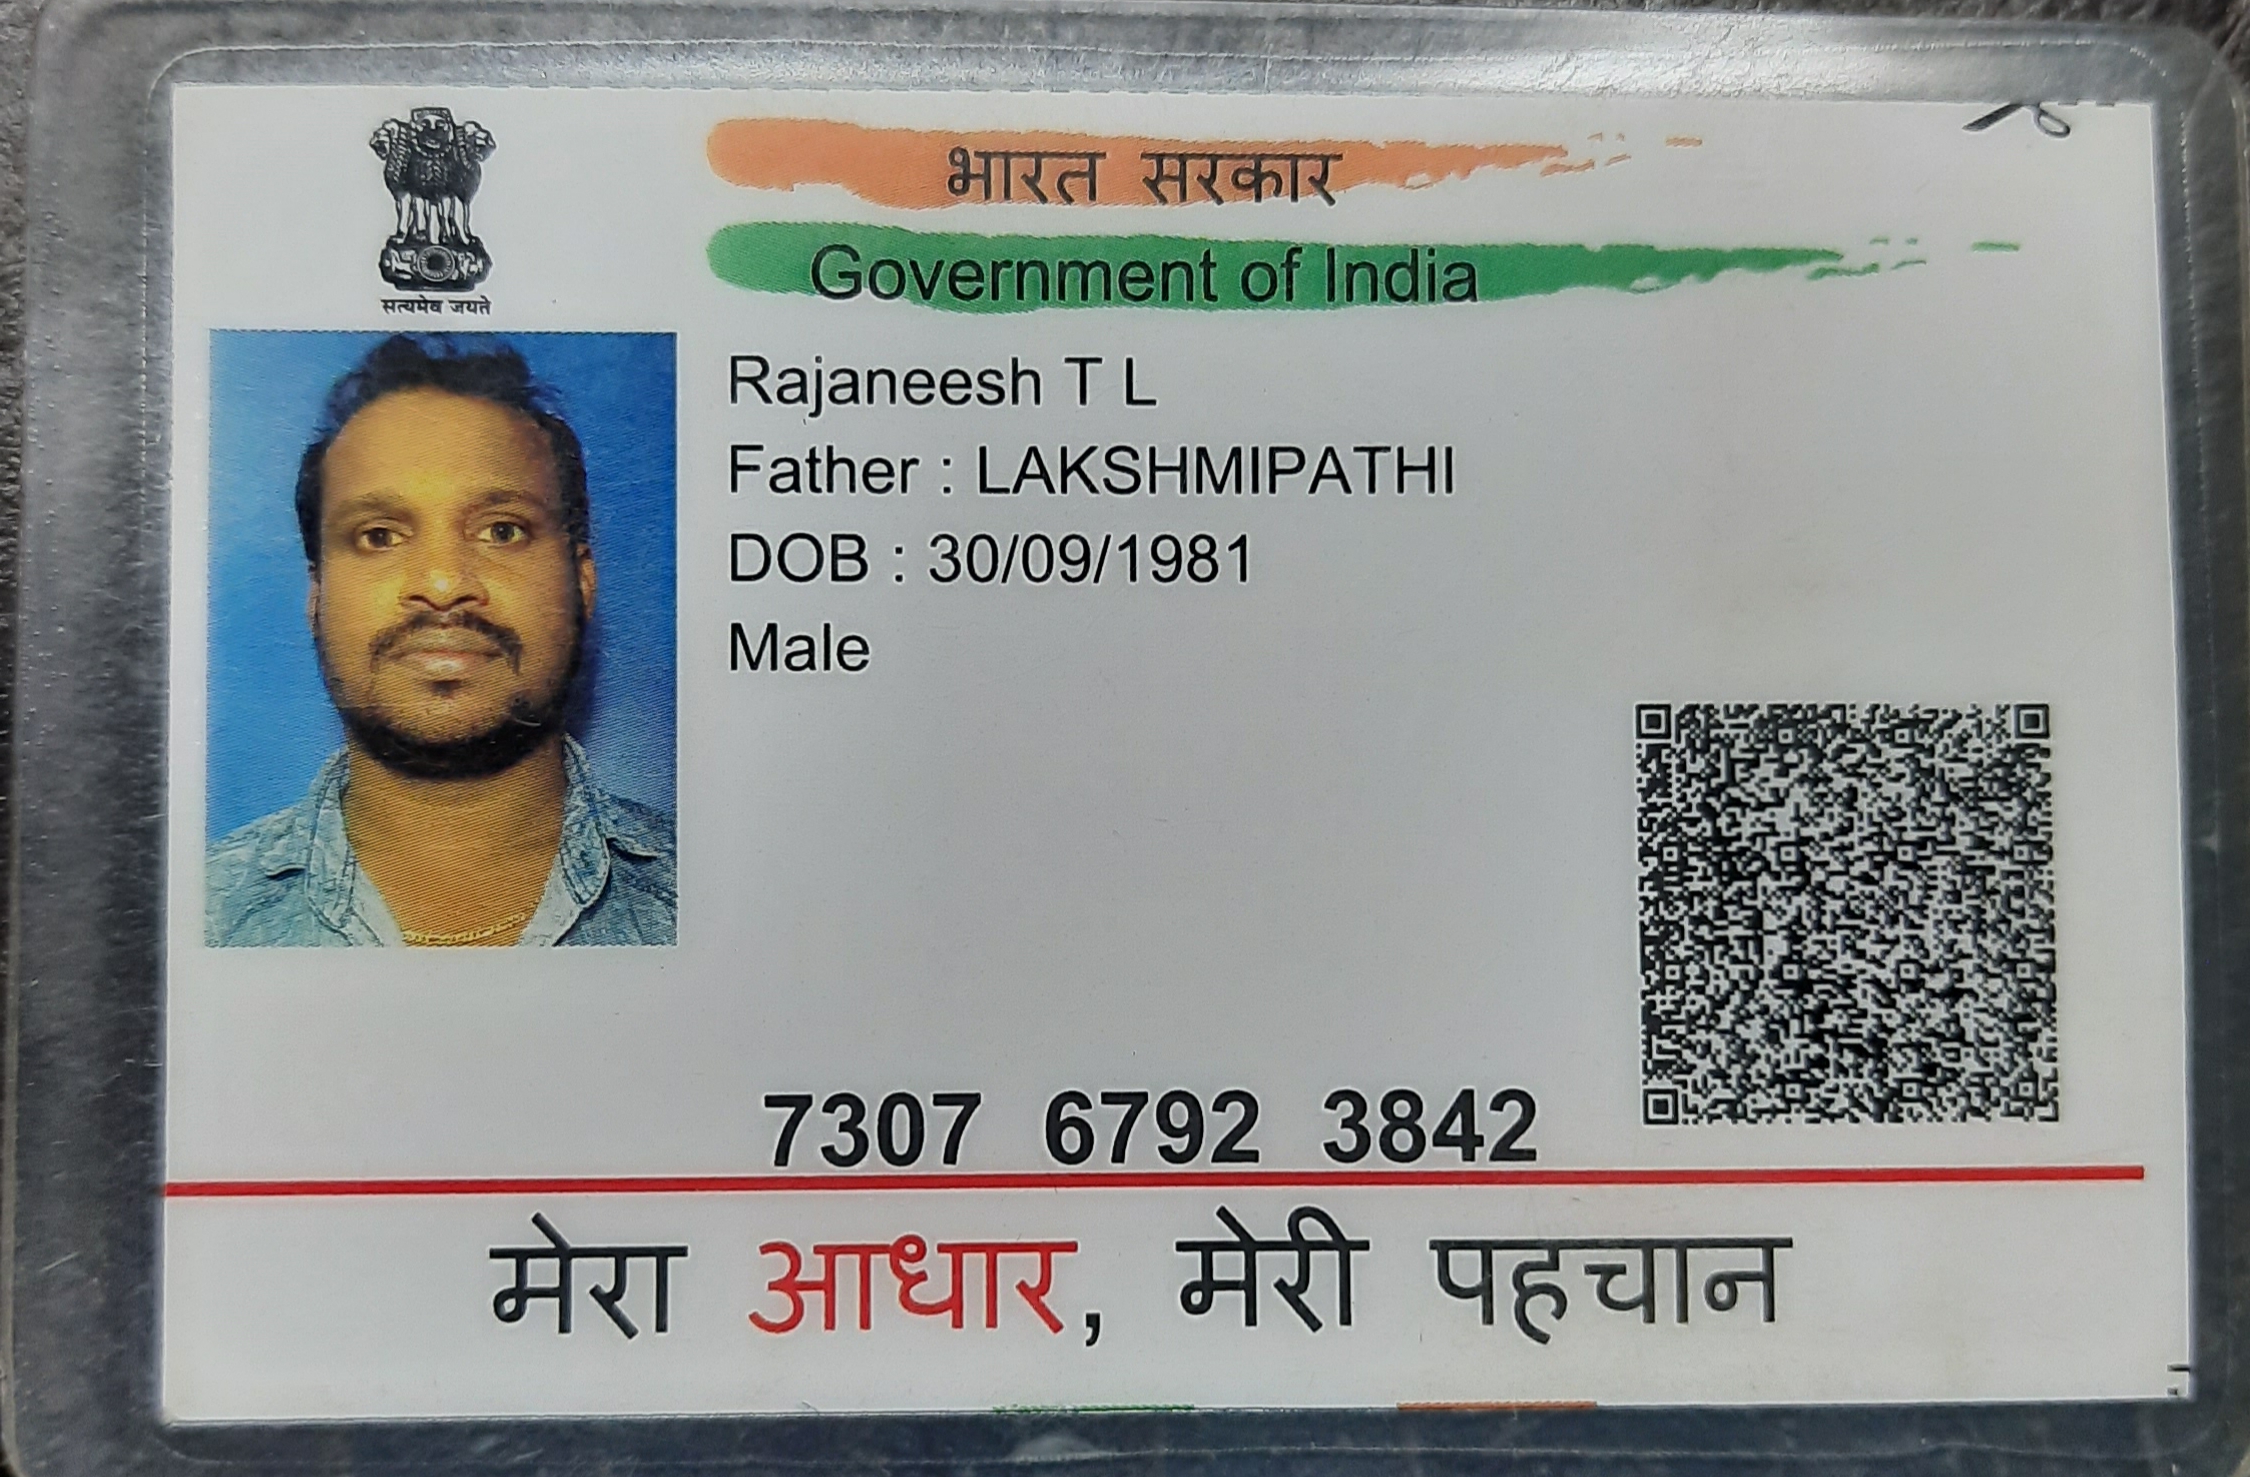 सत्यमेव जयते
भारत सरकार
Government of India
Rajaneesh T L
Father : LAKSHMIPATHI
DOB : 30/09/1981
Male
7307 6792 3842
मेरा आधार, मेरी पहचान